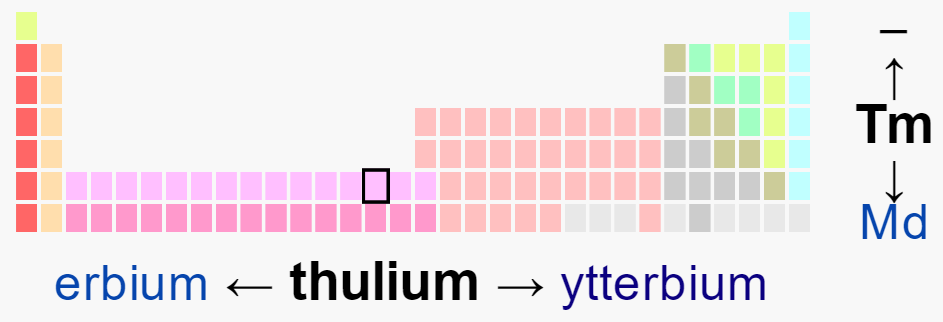 –
↑
Tm
↓
Md
erbium ← thulium → ytterbium